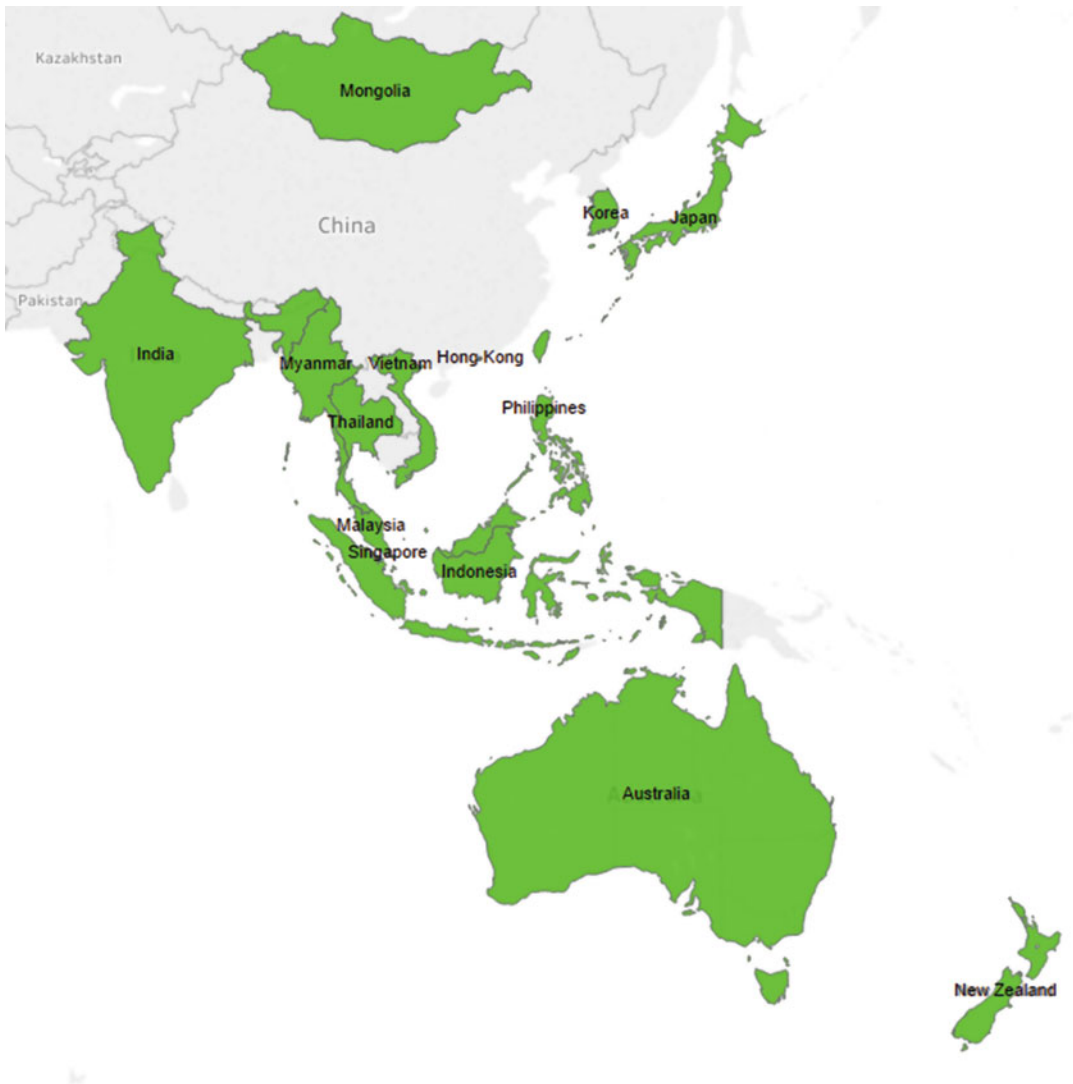 Kazakhstan
Mongolia
China
Korea
Japan
Pakistan
India
Myanmar
Vietnam
Hong Kong
Thailand
Philippines
Malaysia
Singapore
Indonesia
Australia
New Zealand